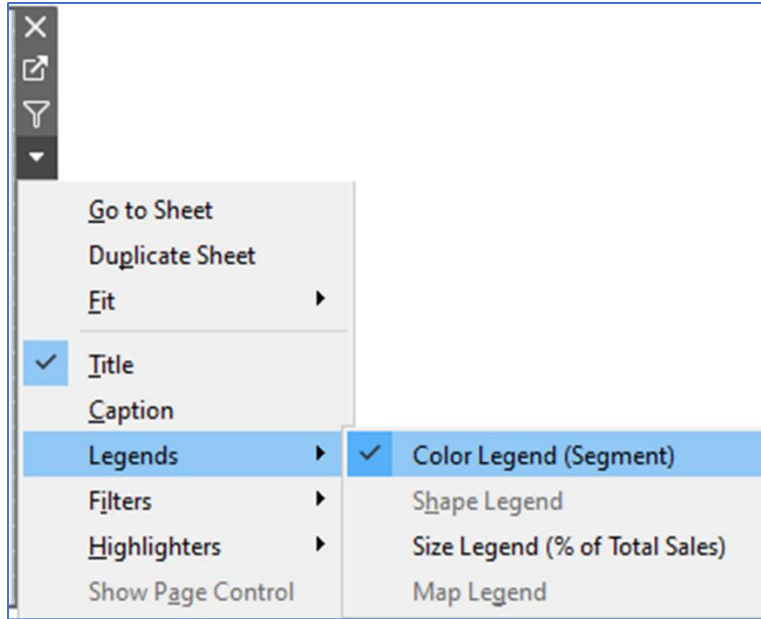 Go to Sheet
Duplicate Sheet
Fit
Title
Caption
Legends
Color Legend (Segment)
Filters
Shape Legend
Highlighters
Size Legend (% of Total Sales)
Show Page Control
Map Legend